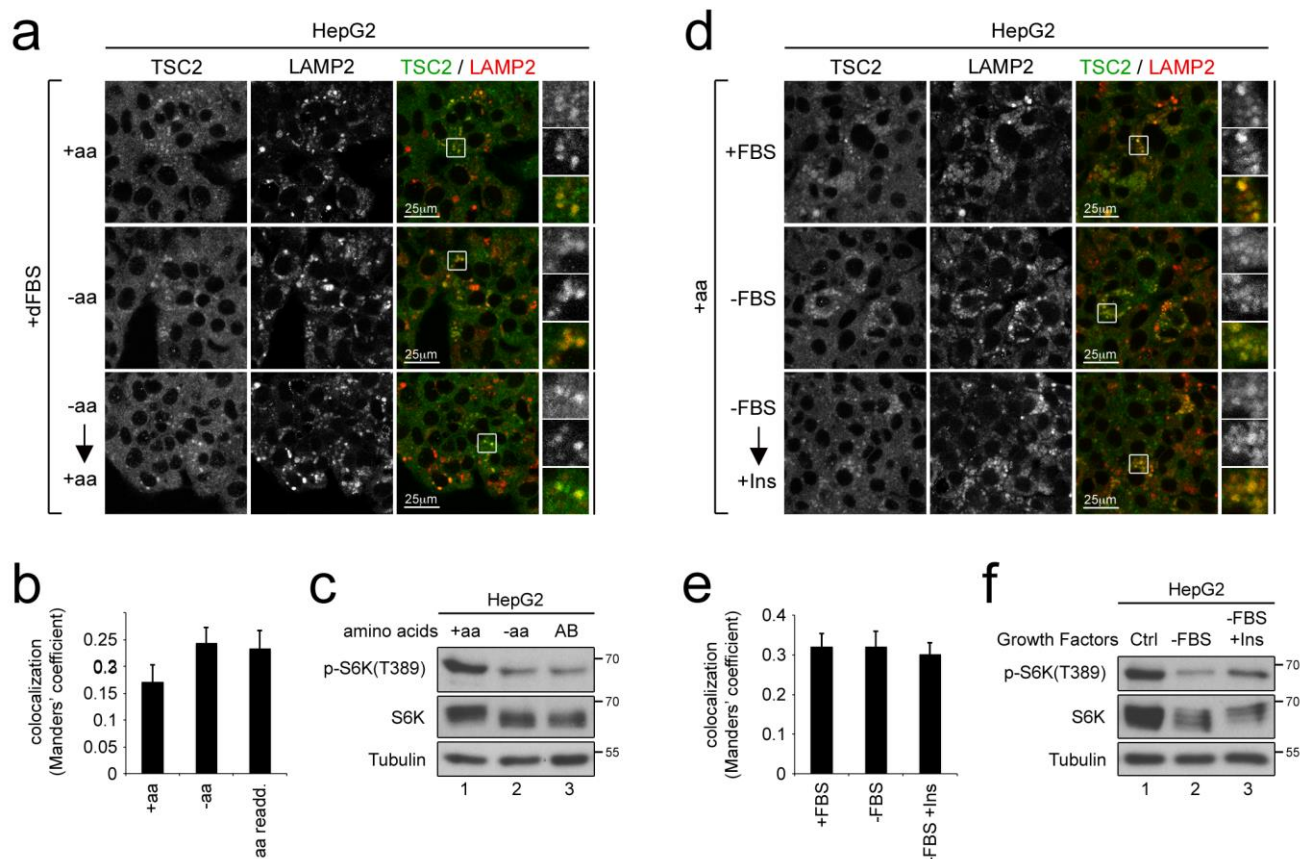 a
HepG2
TSC2 LAMP2 TSC2 / LAMP2
+dFBS
+aa
25µm
-aa
25µm
-aa
+aa
25µm
d
HepG2
TSC2 LAMP2 TSC2 / LAMP2
+aa
+FBS
25µm
-FBS
25µm
-FBS
+Ins
25µm
b
colocalization
(Manders' coefficient)
0.25
0.2
0.15
0.1
0.05
0
+aa
-aa
aa readd.
c
HepG2
amino acids +aa -aa AB
p-S6K(T389) 70
S6K 70
Tubulin 55
1 2 3
e
colocalization
(Manders' coefficient)
0.4
0.3
0.2
0.1
0
+FBS
-FBS
-FBS +Ins
f
HepG2
Growth Factors Ctrl -FBS -FBS
+Ins
p-S6K(T389) 70
S6K 70
Tubulin 55
1 2 3